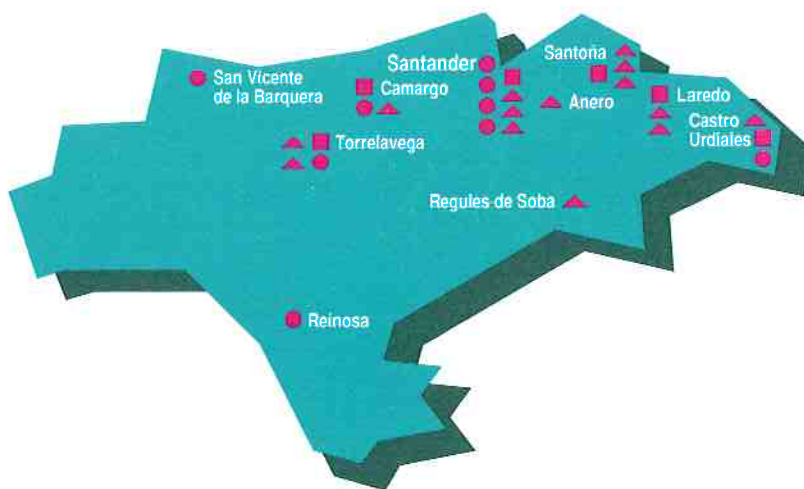 Santander
Santoña
San Vicente
de la Barquera
Camargo
Anero
Laredo
Castro
Urdiales
Torrelavega
Regules de Soba
Reinosa